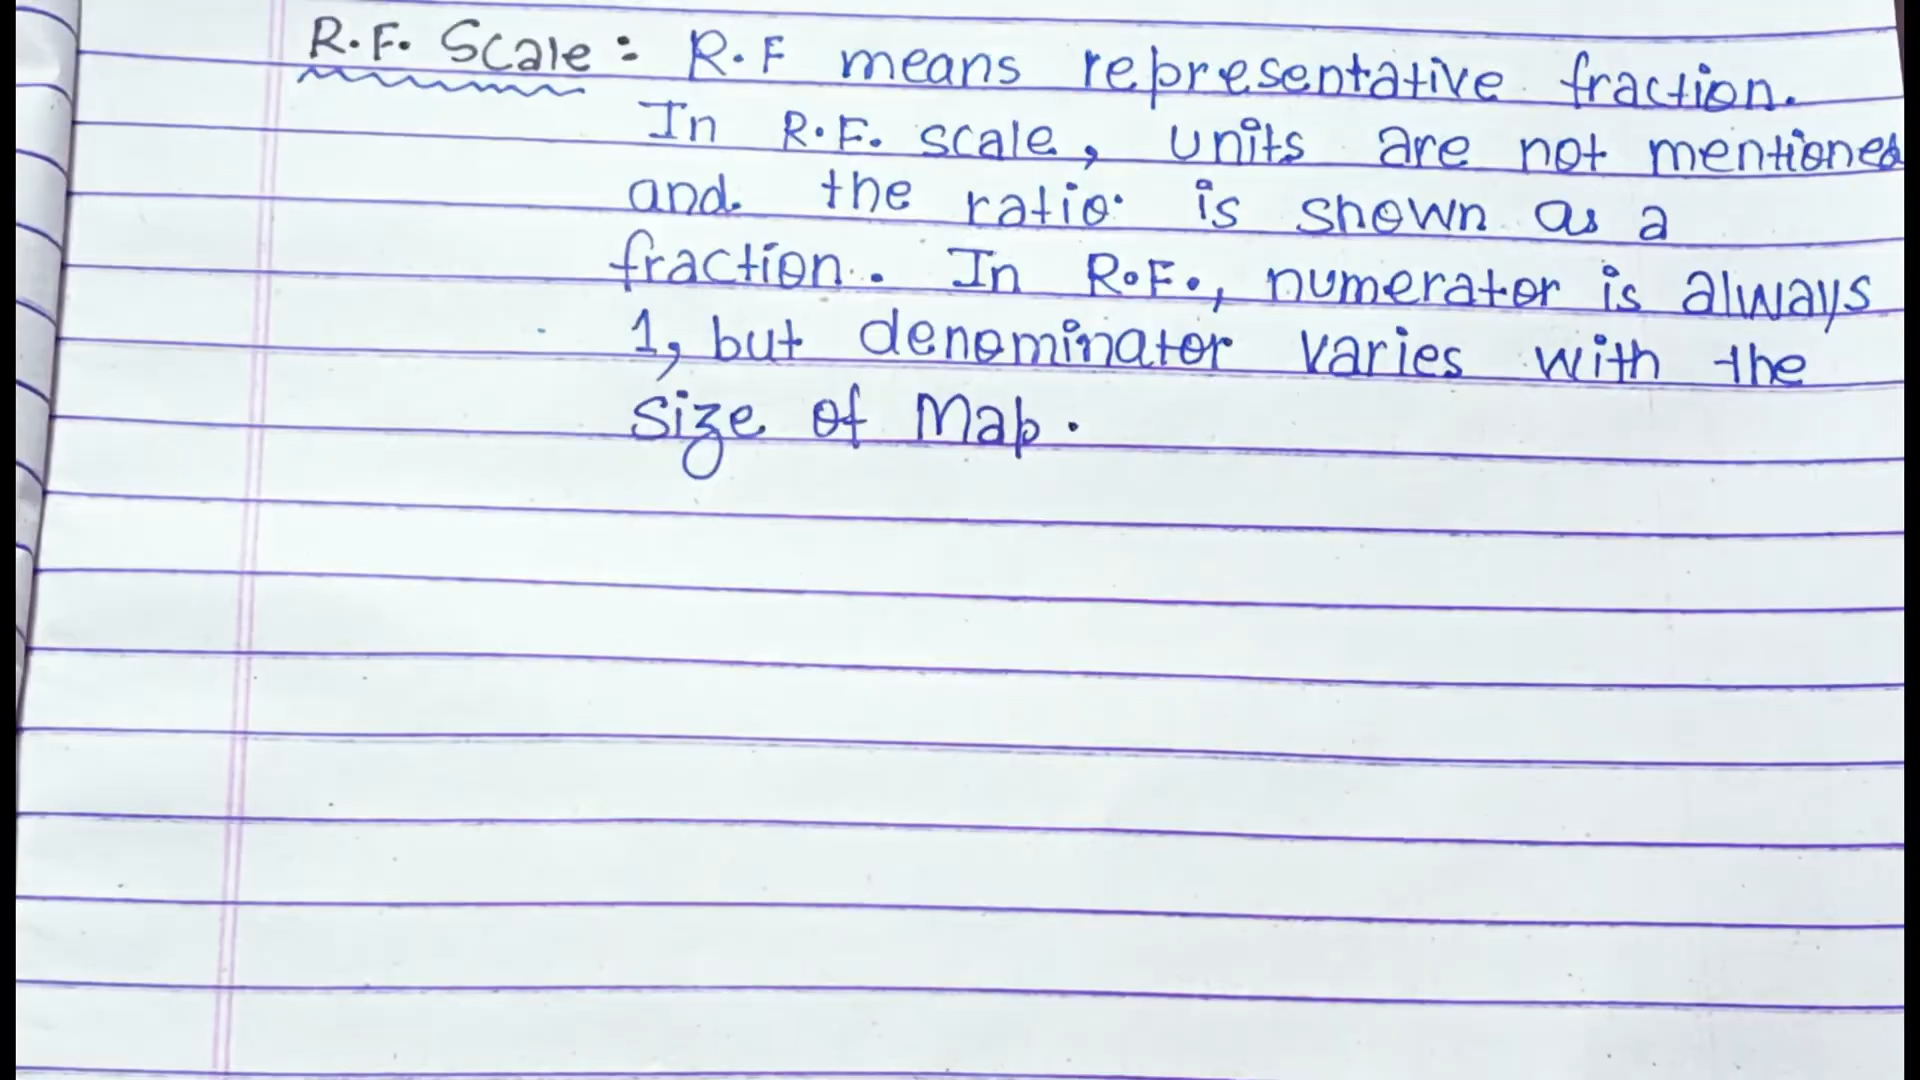 R.F. Scale : R.F means representative fraction.
In R.F. scale, units are not mentioned
and the ratio is shown as a
fraction. In R.F., numerator is always
1, but denominator varies with the
size of Map.